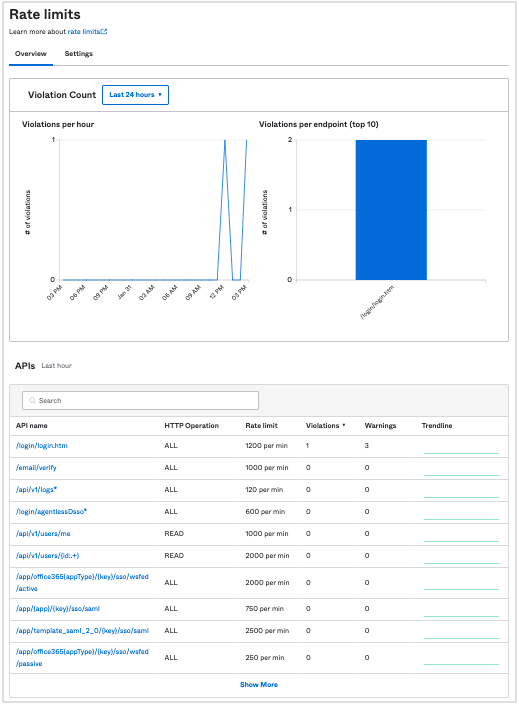 Rate limits
Learn more about rate limits
Overview Settings
Violation Count Last 24 hours
Violations per hour
1
0
# of violations
03 PM 06 PM 09 PM Jan 31 03 AM 06 AM 09 AM 12 PM 03 PM
Violations per endpoint (top 10)
2
1
0
# of violations
/login/login.htm
APIs Last hour
Search
API name HTTP Operation Rate limit Violations Warnings Trendline
/login/login.htm ALL 1200 per min 1 3
/email/verify ALL 1000 per min 0 0
/api/v1/logs* ALL 120 per min 0 0
/login/agentlessDsso* ALL 600 per min 0 0
/api/v1/users/me READ 1000 per min 0 0
/api/v1/users/{id:.+} READ 2000 per min 0 0
/app/office365{appType}/{key}/sso/wsfed
/active ALL 2000 per min 0 0
/app/{app}/{key}/sso/saml ALL 750 per min 0 0
/app/template_saml_2_0/{key}/sso/saml ALL 2500 per min 0 0
/app/office365{appType}/{key}/sso/wsfed
/passive ALL 250 per min 0 0
Show More